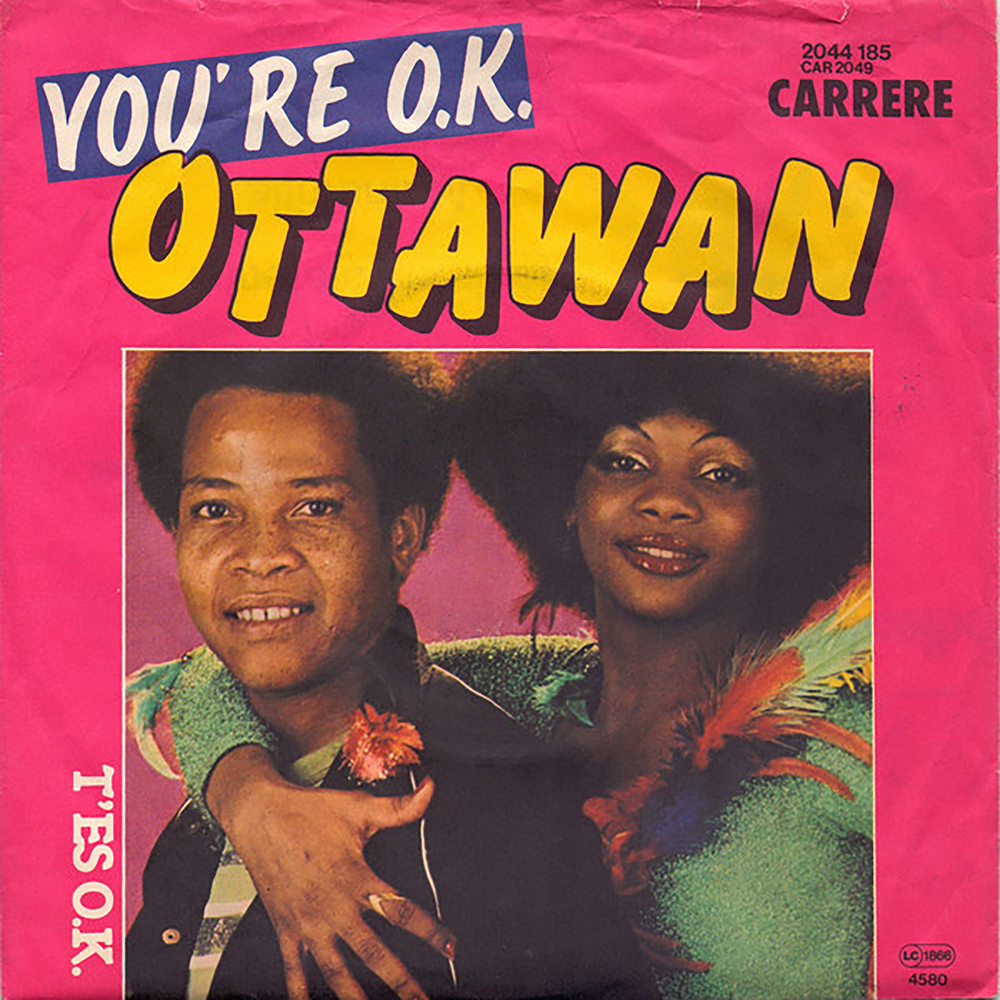 YOU'RE O.K.
OTTAWAN
2044 185
CAR 2049
CARRERE
T'ES O.K.
LC 1866
4580